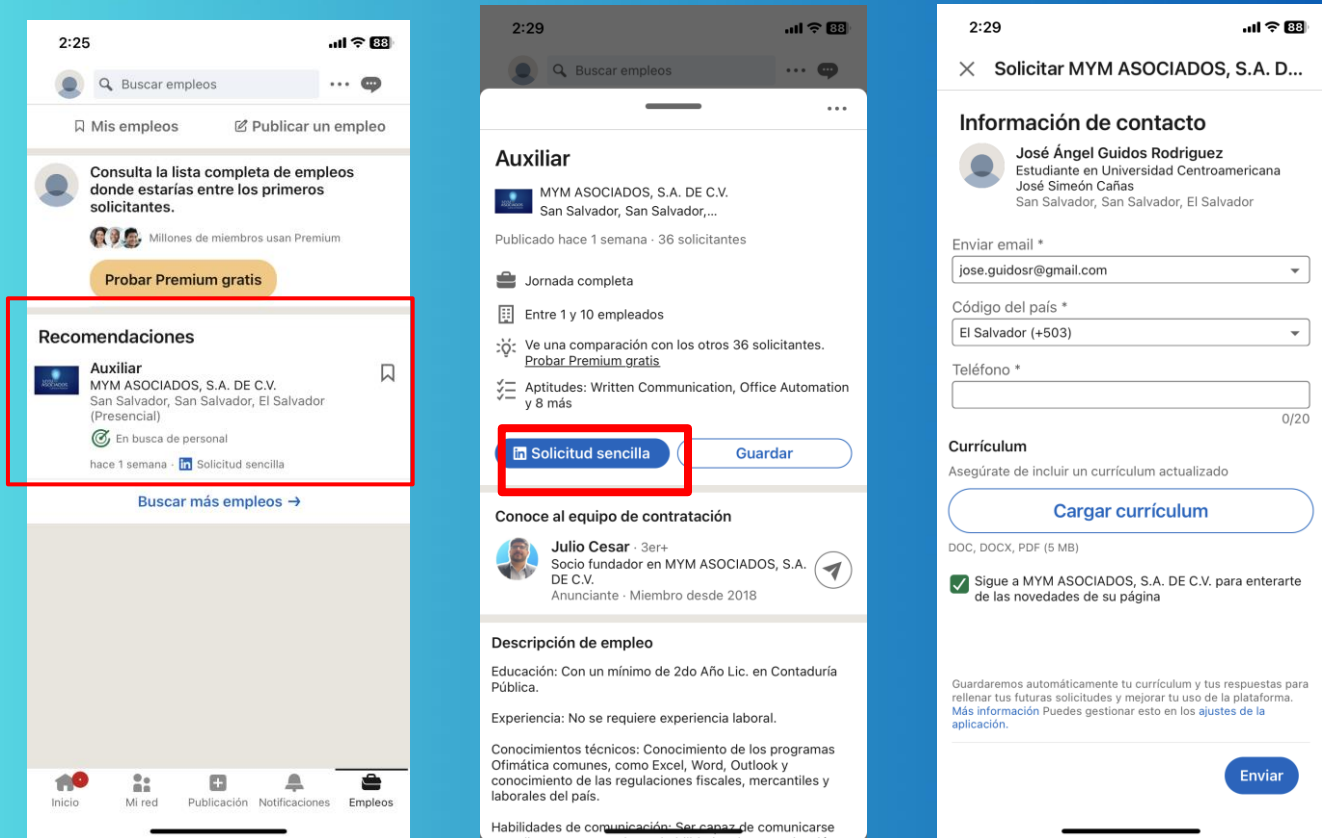 2:25
88
Buscar empleos
Mis empleos
Publicar un empleo
Consulta la lista completa de empleos
donde estarías entre los primeros
solicitantes.
Millones de miembros usan Premium
Probar Premium gratis
Recomendaciones
Auxiliar
MYM ASOCIADOS, S.A. DE C.V.
San Salvador, San Salvador, El Salvador
(Presencial)
En busca de personal
hace 1 semana · in Solicitud sencilla
Buscar más empleos →
Inicio
Mi red
Publicación
Notificaciones
Empleos
2:29
88
Buscar empleos
Auxiliar
MYM ASOCIADOS, S.A. DE C.V.
San Salvador, San Salvador,...
Publicado hace 1 semana · 36 solicitantes
Jornada completa
Entre 1 y 10 empleados
Ve una comparación con los otros 36 solicitantes.
Probar Premium gratis
Aptitudes: Written Communication, Office Automation
y 8 más
in Solicitud sencilla
Guardar
Conoce al equipo de contratación
Julio Cesar · 3er+
Socio fundador en MYM ASOCIADOS, S.A.
DE C.V.
Anunciante · Miembro desde 2018
Descripción de empleo
Educación: Con un mínimo de 2do Año Lic. en Contaduría
Pública.
Experiencia: No se requiere experiencia laboral.
Conocimientos técnicos: Conocimiento de los programas
Ofimática comunes, como Excel, Word, Outlook y
conocimiento de las regulaciones fiscales, mercantiles y
laborales del país.
Habilidades de comunicación: Ser capaz de comunicarse
2:29
88
Solicitar MYM ASOCIADOS, S.A. D...
Información de contacto
José Ángel Guidos Rodriguez
Estudiante en Universidad Centroamericana
José Simeón Cañas
San Salvador, San Salvador, El Salvador
Enviar email *
jose.guidosr@gmail.com
Código del país *
El Salvador (+503)
Teléfono *
0/20
Currículum
Asegúrate de incluir un currículum actualizado
Cargar currículum
DOC, DOCX, PDF (5 MB)
Sigue a MYM ASOCIADOS, S.A. DE C.V. para enterarte
de las novedades de su página
Guardaremos automáticamente tu currículum y tus respuestas para
rellenar tus futuras solicitudes y mejorar tu uso de la plataforma.
Más información Puedes gestionar esto en los ajustes de la
aplicación.
Enviar